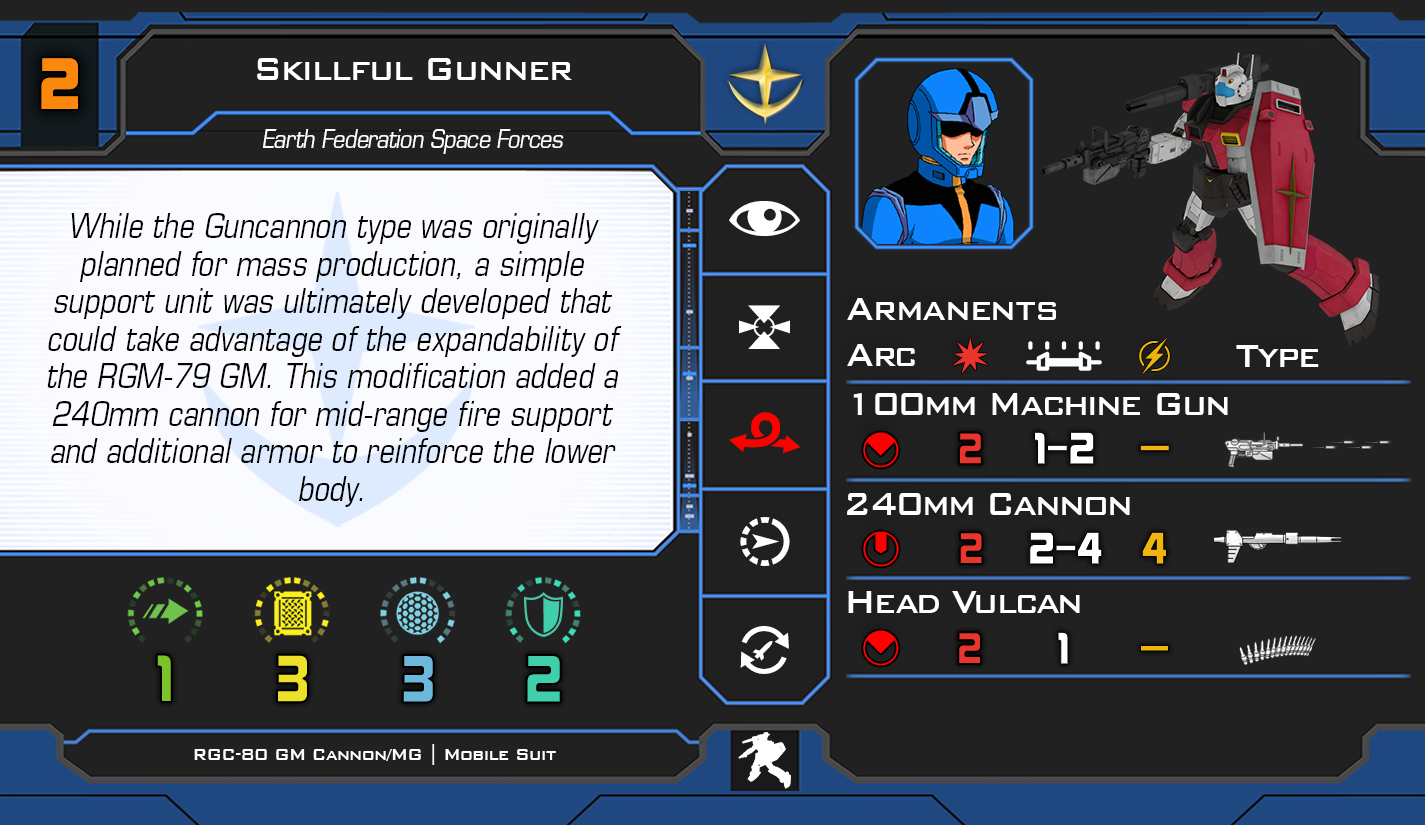 2
Skillful Gunner
Earth Federation Space Forces
While the Guncannon type was originally
planned for mass production, a simple
support unit was ultimately developed that
could take advantage of the expandability of
the RGM-79 GM. This modification added a
240mm cannon for mid-range fire support
and additional armor to reinforce the lower
body.
1 3 3 2
RGC-80 GM Cannon/MG | Mobile Suit
Armanents
Arc Type
100mm Machine Gun
2 1-2 —
240mm Cannon
2 2-4 4
Head Vulcan
2 1 —